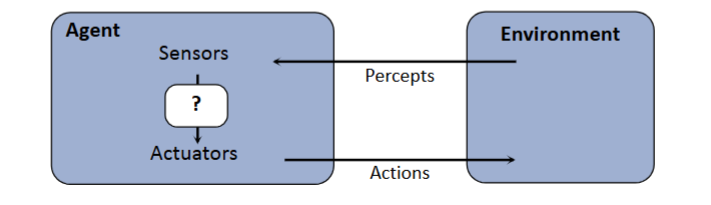 Agent
Environment
Sensors
Percepts
?
Actuators
Actions